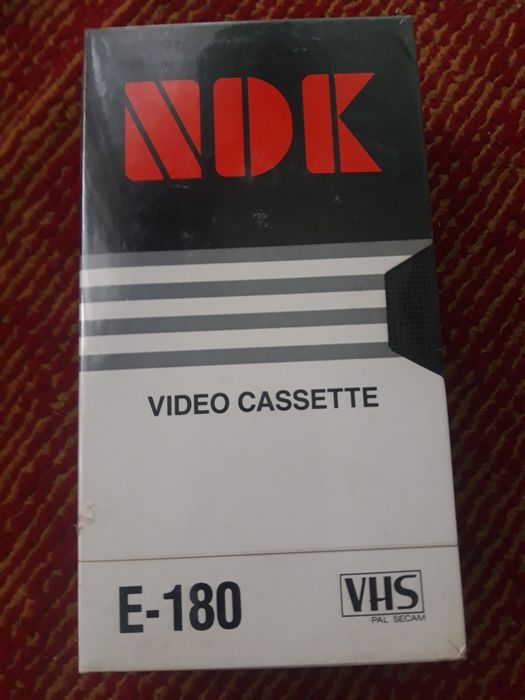 NDK
VIDEO CASSETTE
E-180
VHS
PAL SECAM